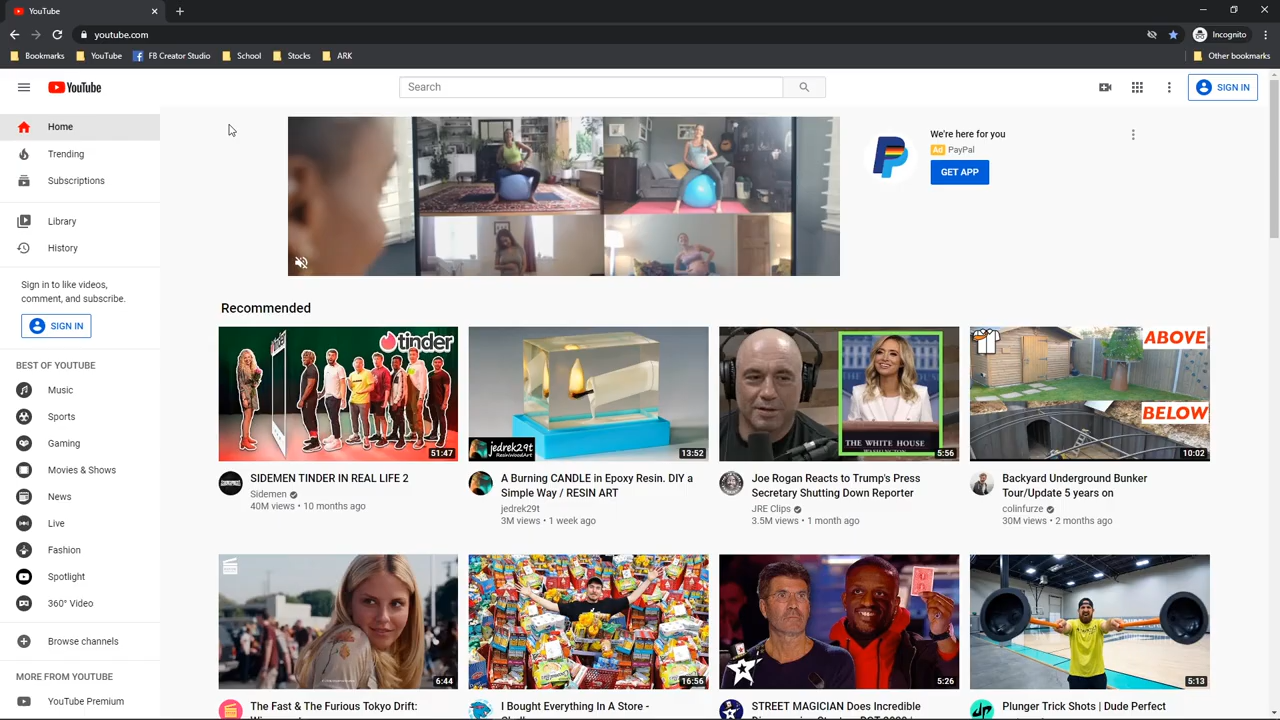 YouTube
youtube.com
Incognito
Bookmarks
YouTube
FB Creator Studio
School
Stocks
ARK
Other bookmarks
YouTube
Search
SIGN IN
Home
Trending
Subscriptions
Library
History
Sign in to like videos,
comment, and subscribe.
SIGN IN
BEST OF YOUTUBE
Music
Sports
Gaming
Movies & Shows
News
Live
Fashion
Spotlight
360° Video
Browse channels
MORE FROM YOUTUBE
YouTube Premium
We're here for you
Ad PayPal
GET APP
Recommended
tinder
51:47
SIDEMEN TINDER IN REAL LIFE 2
Sidemen
40M views • 10 months ago
jedrek29t
13:52
A Burning CANDLE in Epoxy Resin. DIY a
Simple Way / RESIN ART
jedrek29t
3M views • 1 week ago
THE WHITE HOUSE
WASHINGTON
5:56
Joe Rogan Reacts to Trump's Press
Secretary Shutting Down Reporter
JRE Clips
3.5M views • 1 month ago
ABOVE
BELOW
10:02
Backyard Underground Bunker
Tour/Update 5 years on
colinfurze
30M views • 2 months ago
6:44
The Fast & The Furious Tokyo Drift:
16:56
I Bought Everything In A Store -
5:26
STREET MAGICIAN Does Incredible
5:13
Plunger Trick Shots | Dude Perfect